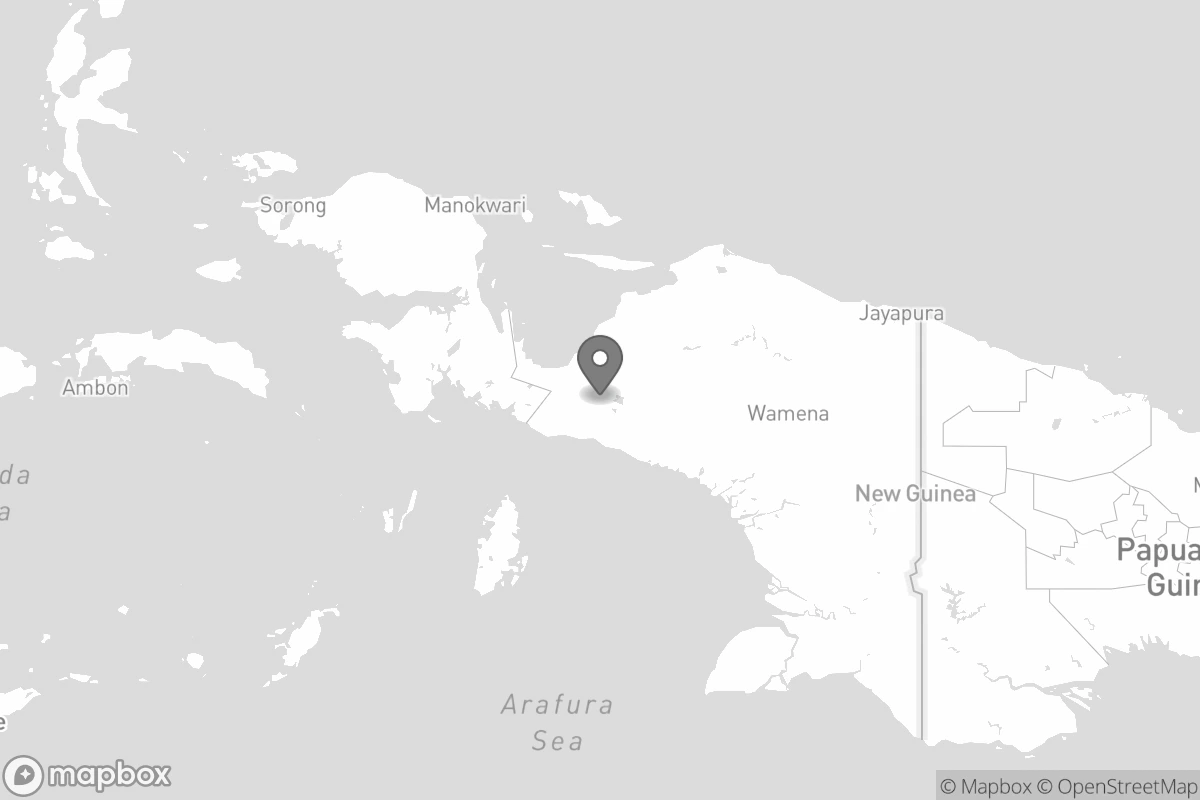 Sorong
Manokwari
Jayapura
Ambon
Wamena
da
a
New Guinea
Papua
Guin
Arafura
Sea
e
mapbox
© Mapbox © OpenStreetMap